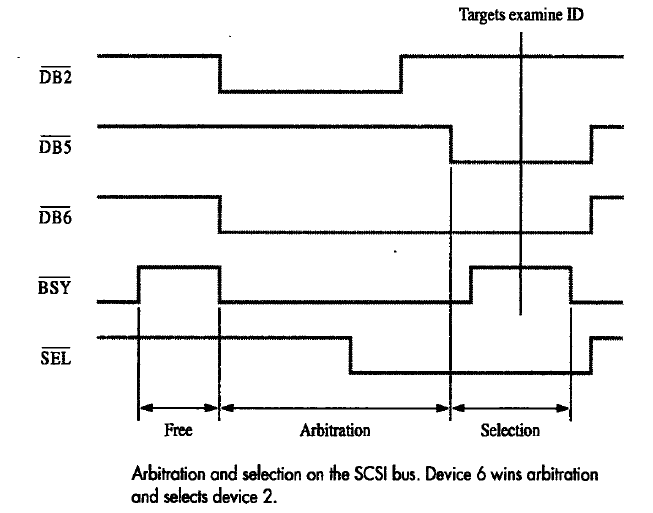 Targets examine ID
DB2
DB5
DB6
BSY
SEL
Free Arbitration Selection
Arbitration and selection on the SCSI bus. Device 6 wins arbitration
and selects device 2.